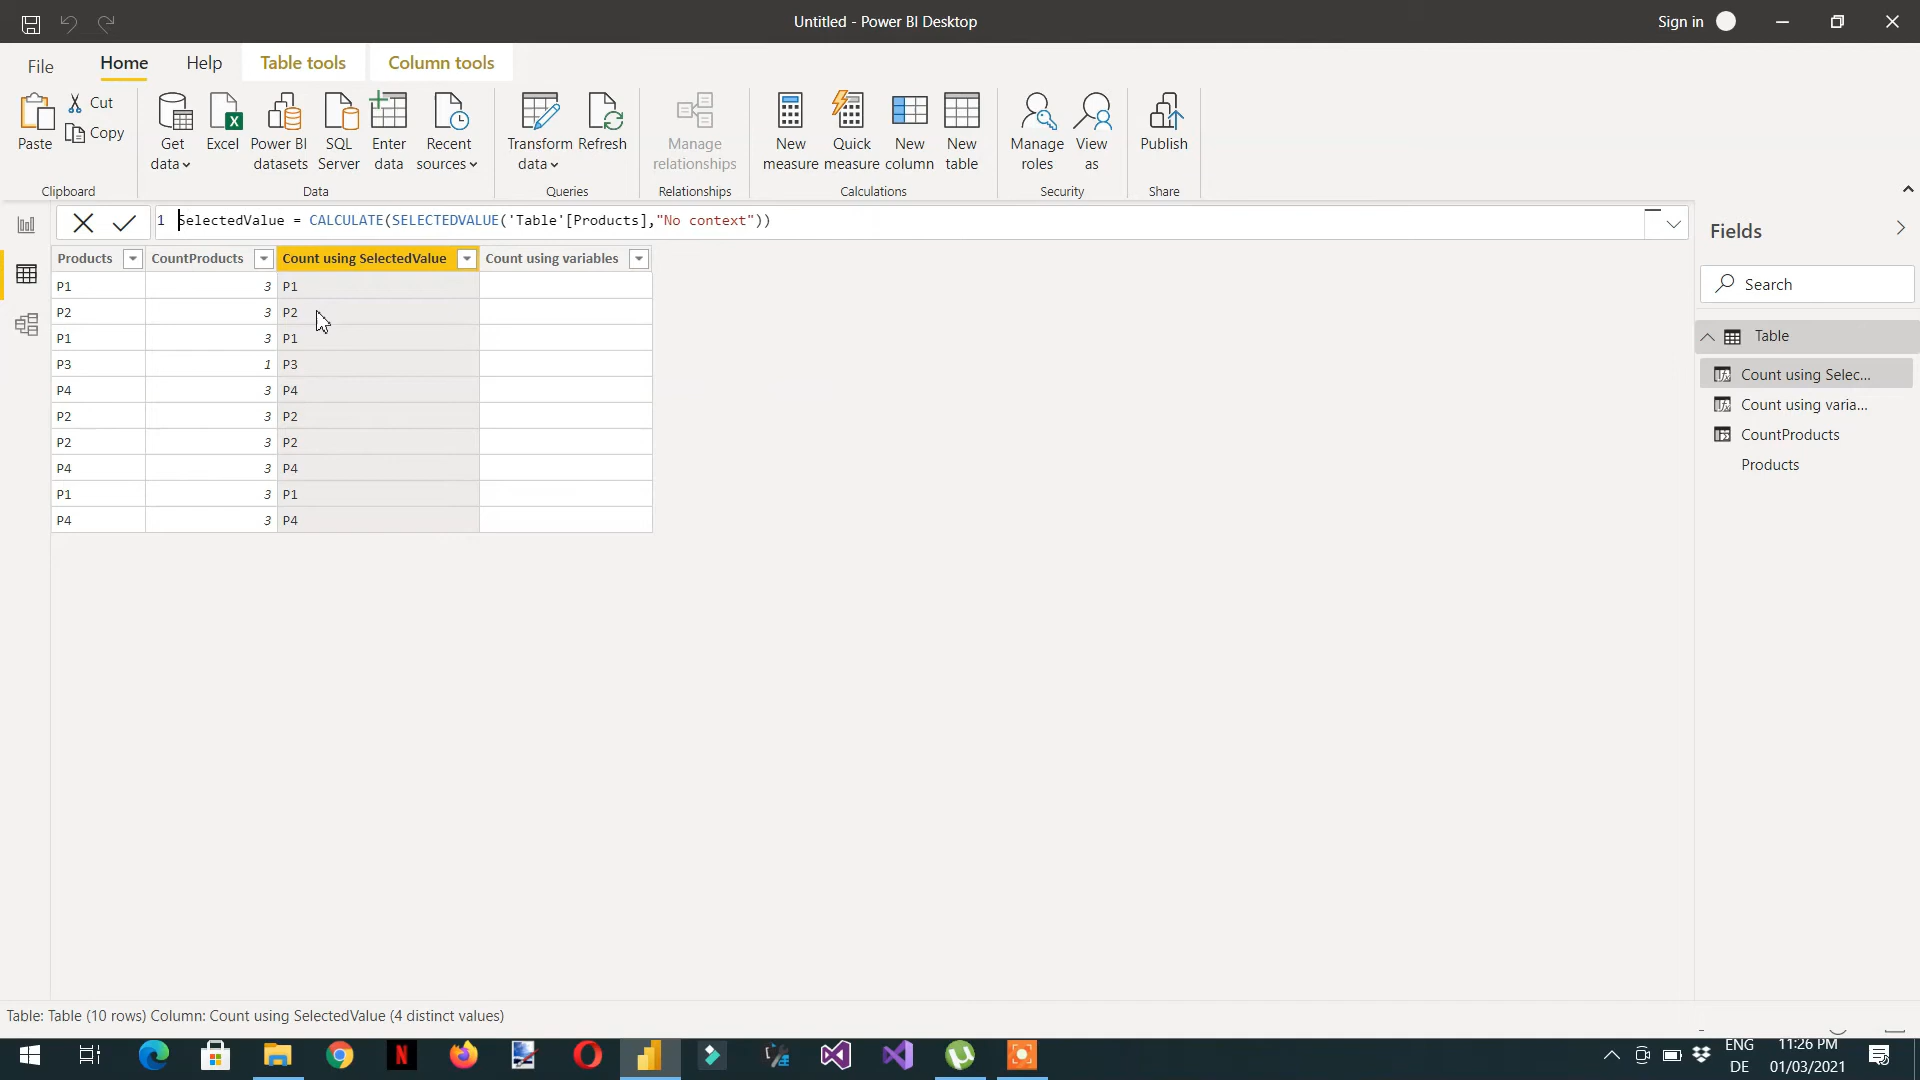 Untitled - Power BI Desktop
Sign in
File
Home
Help
Table tools
Column tools
Paste
Cut
Copy
Get data
Excel
Power BI datasets
SQL Server
Enter data
Recent sources
Transform data
Refresh
Manage relationships
New measure
Quick measure
New column
New table
Manage roles
View as
Publish
Clipboard
Data
Queries
Relationships
Calculations
Security
Share
1 SelectedValue = CALCULATE(SELECTEDVALUE('Table'[Products],"No context"))
Products CountProducts Count using SelectedValue Count using variables
P1 3 P1
P2 3 P2
P1 3 P1
P3 1 P3
P4 3 P4
P2 3 P2
P2 3 P2
P4 3 P4
P1 3 P1
P4 3 P4
Fields
Search
Table
Count using Selec...
Count using varia...
CountProducts
Products
Table: Table (10 rows) Column: Count using SelectedValue (4 distinct values)
ENG
DE
11:26 PM
01/03/2021